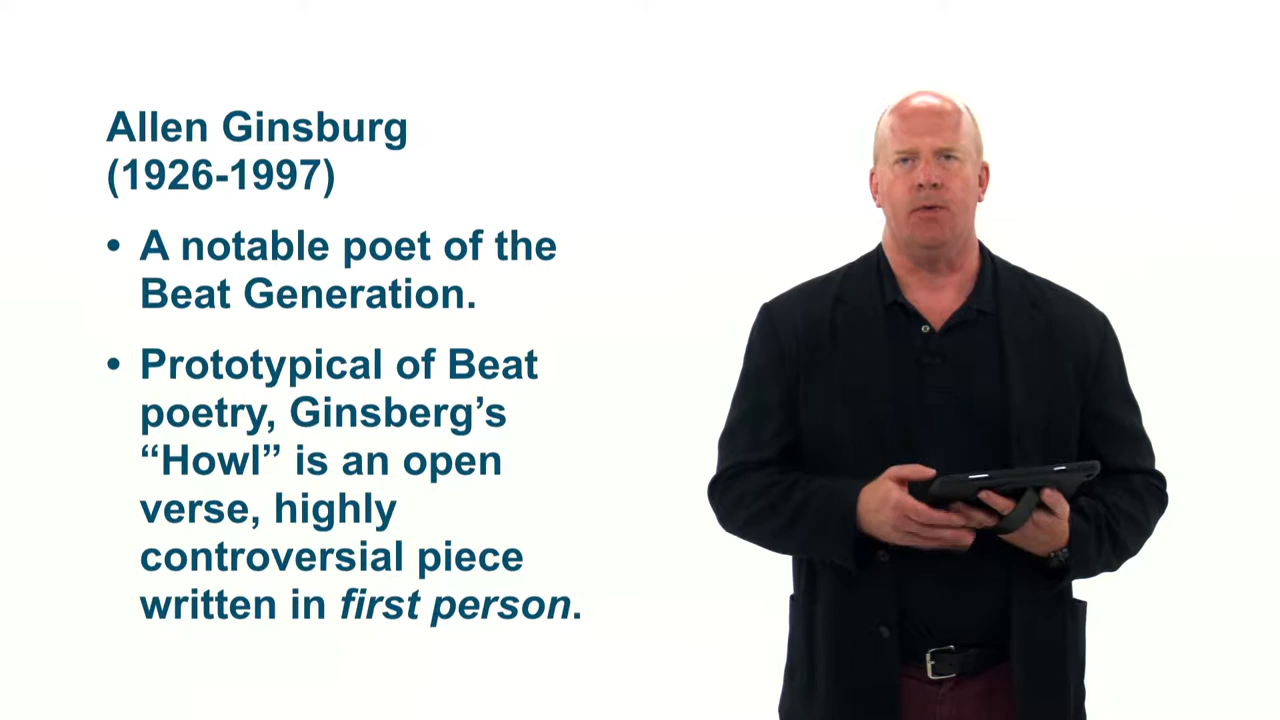 Allen Ginsburg
(1926-1997)
• A notable poet of the
Beat Generation.
• Prototypical of Beat
poetry, Ginsberg’s
“Howl” is an open
verse, highly
controversial piece
written in first person.